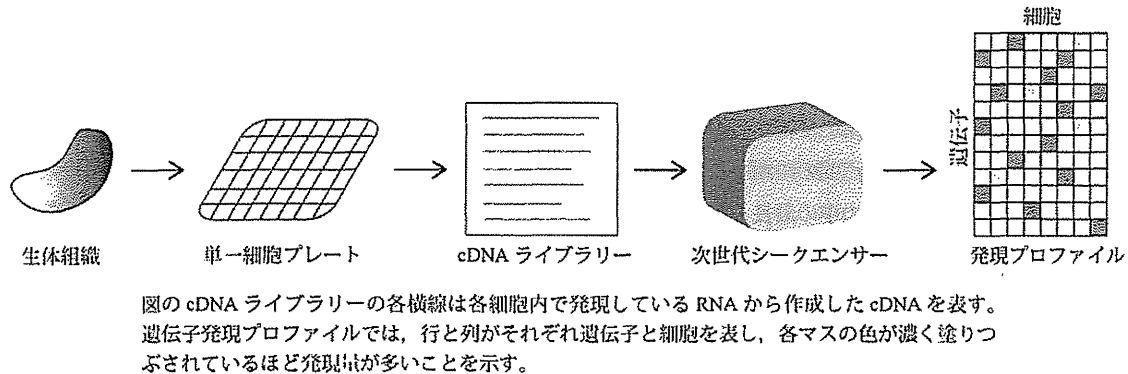 細胞
遺伝子
生体組織
単一細胞プレート
cDNA ライブラリー
次世代シークエンサー
発現プロファイル
図の cDNA ライブラリーの各横線は各細胞内で発現している RNA から作成した cDNA を表す。
遺伝子発現プロファイルでは，行と列がそれぞれ遺伝子と細胞を表し，各マスの色が濃く塗りつ
ぶされているほど発現量が多いことを示す。